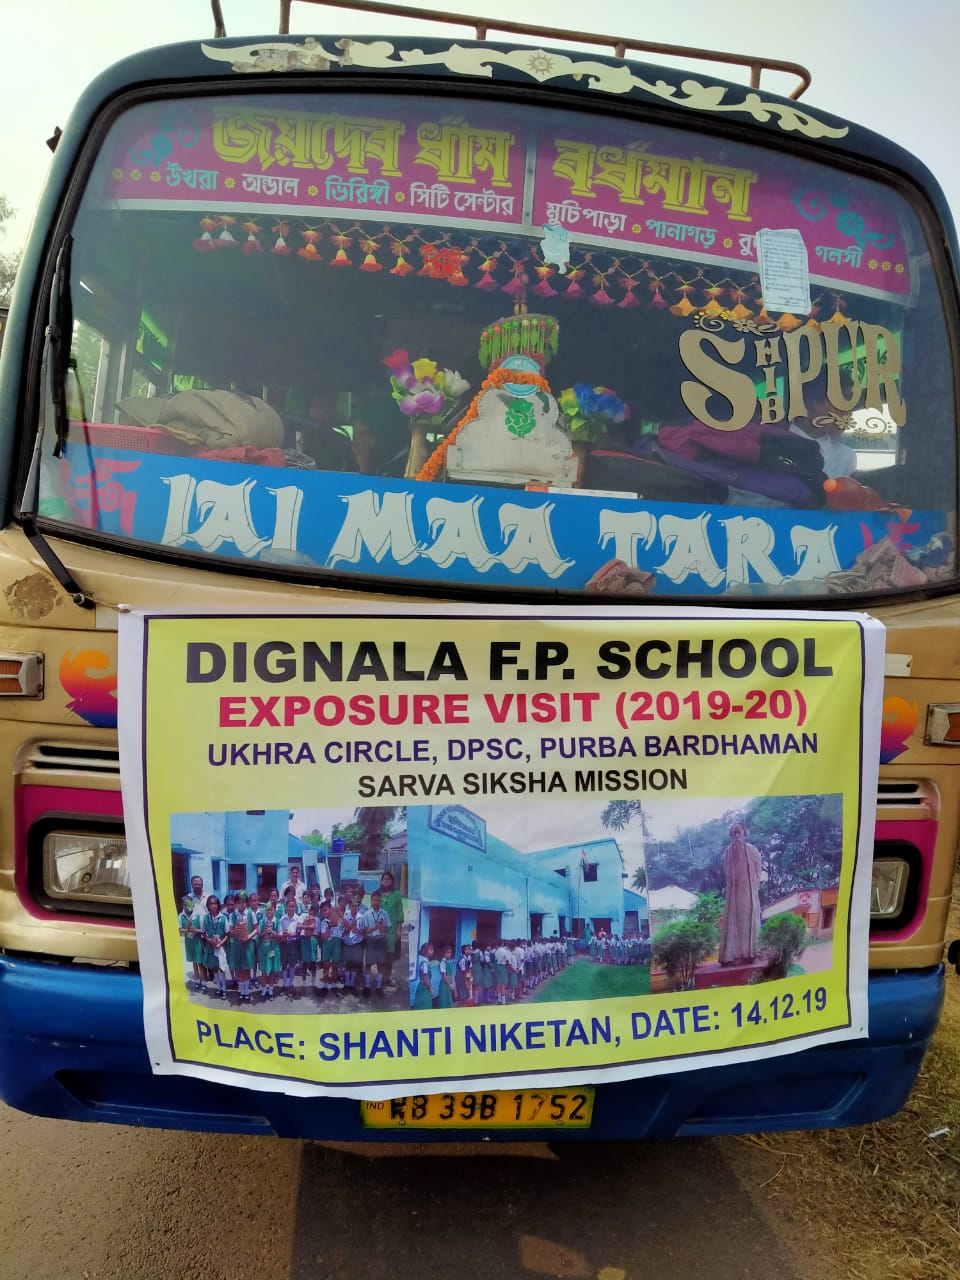 জয়দেব ধাম বর্ধমান
উখরা * অন্ডাল * ভিরিঙ্গী * সিটি সেন্টার মুচিপাড়া * পানাগড় * গলসী
SHIBPUR
JAI MAA TARA
DIGNALA F.P. SCHOOL
EXPOSURE VISIT (2019-20)
UKHRA CIRCLE, DPSC, PURBA BARDHAMAN
SARVA SIKSHA MISSION
PLACE: SHANTI NIKETAN, DATE: 14.12.19
IND WB 39B 1752